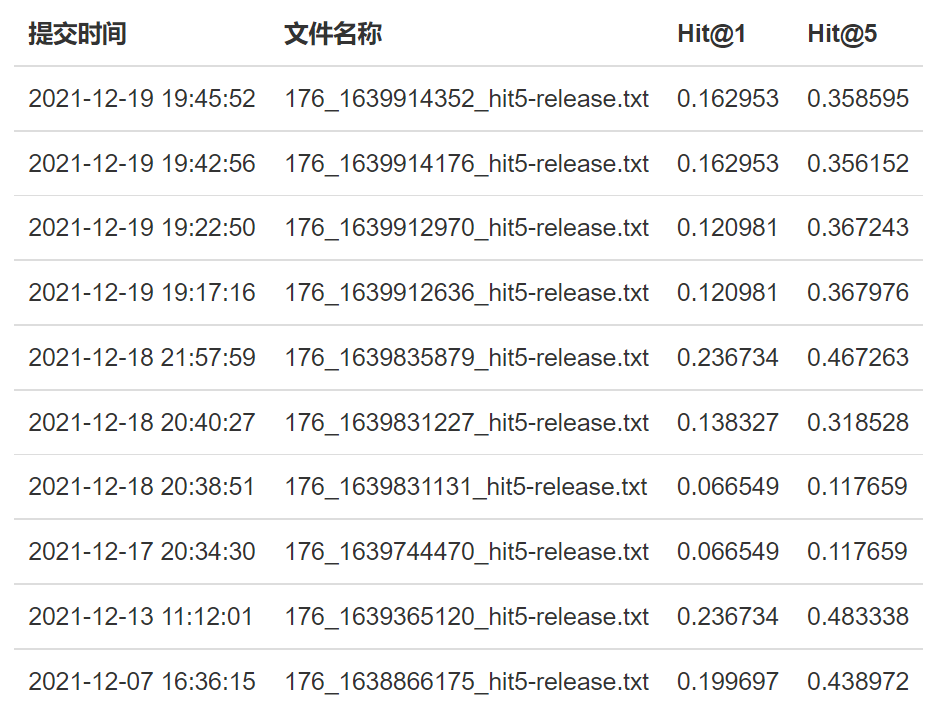 提交时间 文件名称 Hit@1 Hit@5
2021-12-19 19:45:52 176_1639914352_hit5-release.txt 0.162953 0.358595
2021-12-19 19:42:56 176_1639914176_hit5-release.txt 0.162953 0.356152
2021-12-19 19:22:50 176_1639912970_hit5-release.txt 0.120981 0.367243
2021-12-19 19:17:16 176_1639912636_hit5-release.txt 0.120981 0.367976
2021-12-18 21:57:59 176_1639835879_hit5-release.txt 0.236734 0.467263
2021-12-18 20:40:27 176_1639831227_hit5-release.txt 0.138327 0.318528
2021-12-18 20:38:51 176_1639831131_hit5-release.txt 0.066549 0.117659
2021-12-17 20:34:30 176_1639744470_hit5-release.txt 0.066549 0.117659
2021-12-13 11:12:01 176_1639365120_hit5-release.txt 0.236734 0.483338
2021-12-07 16:36:15 176_1638866175_hit5-release.txt 0.199697 0.438972